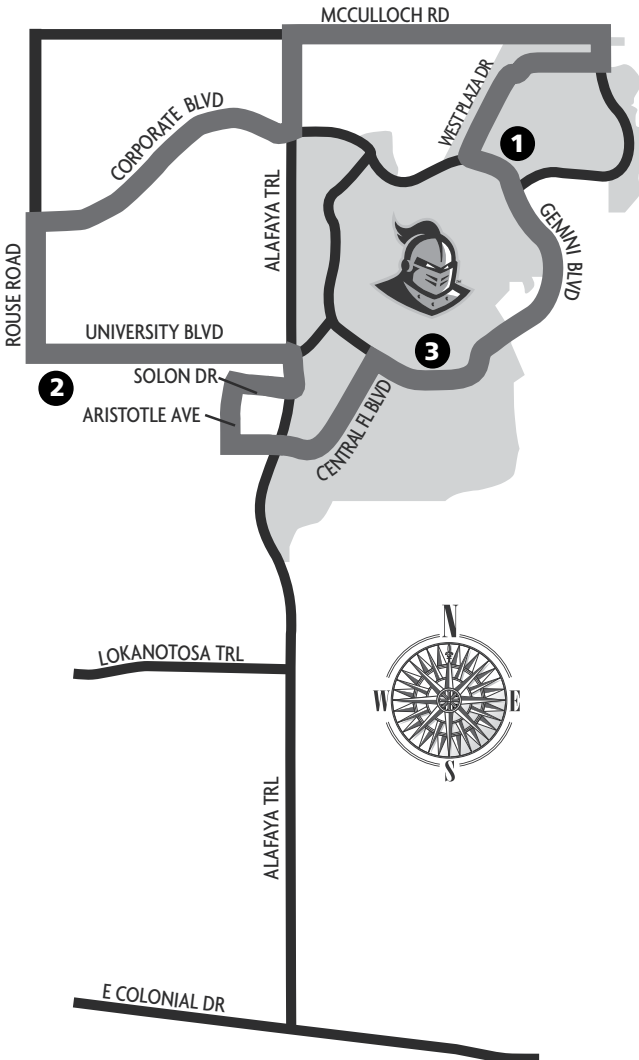 MCCULLOCH RD
WEST PLAZA DR
1
CORPORATE BLVD
ALAFAYA TRL
GEMINI BLVD
ROUSE ROAD
UNIVERSITY BLVD
3
SOLON DR
2
ARISTOTLE AVE
CENTRAL FL BLVD
N
LOKANOTOSA TRL
W
E
S
ALAFAYA TRL
E COLONIAL DR